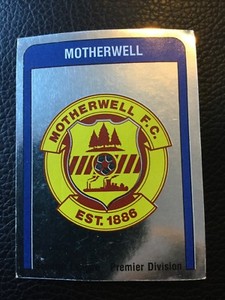 MOTHERWELL
MOTHERWELL F.C.
EST. 1886
Premier Division